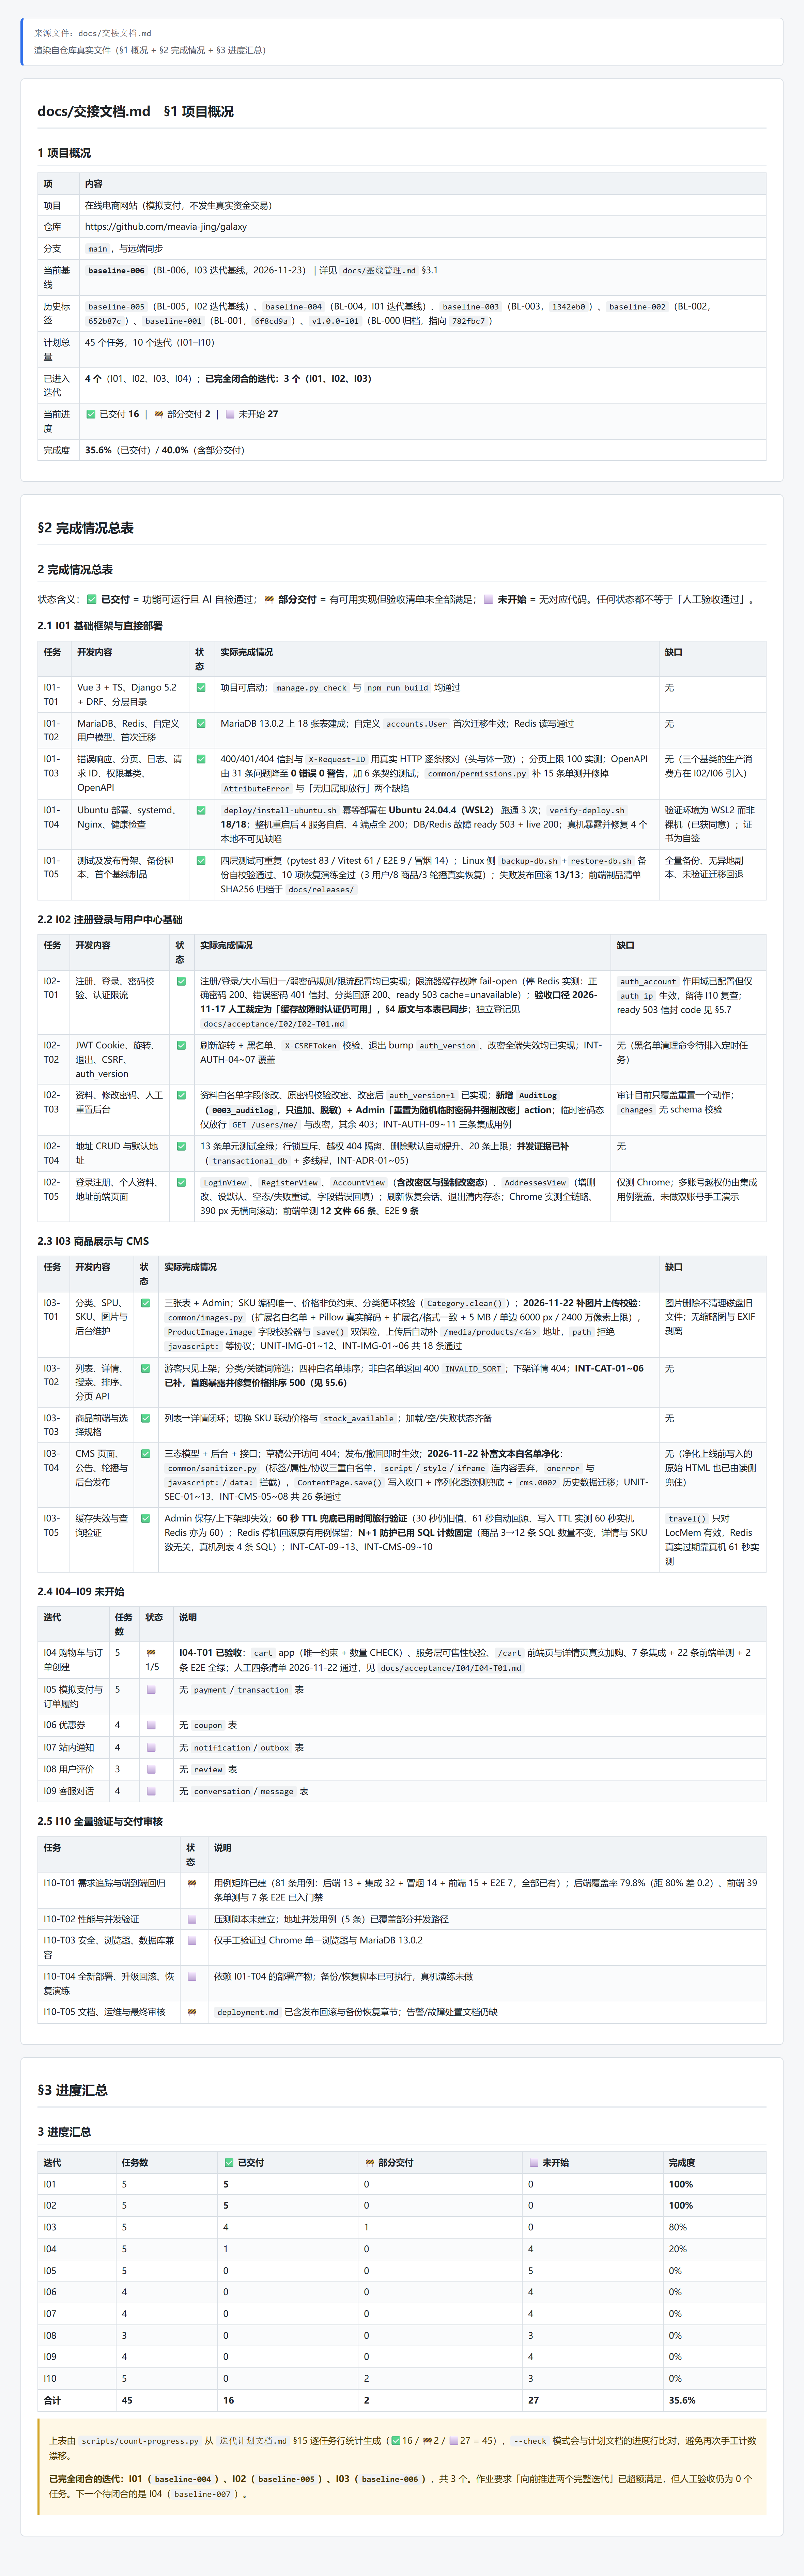 来源文件：docs/交接文档.md
渲染自仓库真实文件（§1 概况 + §2 完成情况 + §3 进度汇总）
docs/交接文档.md §1 项目概况
1 项目概况
项 内容
项目 在线电商网站（模拟支付，不发生真实资金交易）
仓库 https://github.com/meavia-jing/galaxy
分支 main，与远端同步
当前基线 baseline-006（BL-006，I03 迭代基线，2026-11-23） | 详见 docs/基线管理.md §3.1
历史标签 baseline-005（BL-005，I02 迭代基线）、baseline-004（BL-004，I01 迭代基线）、baseline-003（BL-003，1342eb0）、baseline-002（BL-002，
652b87c）、baseline-001（BL-001，6f8cd9a）、v1.0.0-i01（BL-000 归档，指向 782fbc7）
计划总量 45 个任务，10 个迭代（I01–I10）
已进入迭代 4 个（I01、I02、I03、I04）；已完全闭合的迭代：3 个（I01、I02、I03）
当前进度 ✅ 已交付 16 | 🚧 部分交付 2 | ⬜ 未开始 27
完成度 35.6%（已交付）/ 40.0%（含部分交付）
§2 完成情况总表
2 完成情况总表
状态含义：✅ 已交付 = 功能可运行且 AI 自检通过；🚧 部分交付 = 有可用实现但验收清单未全部满足；⬜ 未开始 = 无对应代码。任何状态都不等于「人工验收通过」。
2.1 I01 基础框架与直接部署
任务 开发内容 状态 实际完成情况 缺口
I01-T01 Vue 3 + TS、Django 5.2 + DRF、分层目录 ✅ 项目可启动；manage.py check 与 npm run build 均通过 无
I01-T02 MariaDB、Redis、自定义用户模型、首次迁移 ✅ MariaDB 13.0.2 上 18 张表建成；自定义 accounts.User 首次迁移生效；Redis 读写通过 无
I01-T03 错误响应、分页、日志、请求 ID、权限基类、OpenAPI ✅ 400/401/404 信封与 X-Request-ID 用真实 HTTP 逐条核对（头与体一致）；分页上限 100 实测；OpenAPI
由 31 条问题降至 0 错误 0 警告，加 6 条契约测试；common/permissions.py 补 15 条单测并修掉
AttributeError 与「无归属即放行」两个缺陷 无（三个基类的生产消费方在 I02/I06 引入）
I01-T04 Ubuntu 部署、systemd、Nginx、健康检查 ✅ deploy/install-ubuntu.sh 幂等部署在 Ubuntu 24.04.4（WSL2） 跑通 3 次；verify-deploy.sh
18/18；整机重启后 4 服务自启、4 端点全 200；DB/Redis 故障 ready 503 + live 200；真机暴露并修复 4 个
本地不可见缺陷 验证环境为 WSL2 而非裸机（已获同意）；证书为自签
I01-T05 测试及发布骨架、备份脚本、首个基线制品 ✅ 四层测试可重复（pytest 83 / Vitest 61 / E2E 9 / 冒烟 14）；Linux 侧 backup-db.sh + restore-db.sh 备
份自校验通过、10 项恢复演练全过（3 用户/8 商品/3 轮播真实恢复）；失败发布回滚 13/13；前端制品清单
SHA256 归档于 docs/releases/ 全量备份、无异地副本、未验证迁移回退
2.2 I02 注册登录与用户中心基础
任务 开发内容 状态 实际完成情况 缺口
I02-T01 注册、登录、密码校验、认证限流 ✅ 注册/登录/大小写归一/弱密码规则/限流配置均已实现；限流器缓存故障 fail-open（停 Redis 实测：正
确密码 200、错误密码 401 信封、分类回源 200、ready 503 cache=unavailable）；验收口径 2026-
11-17 人工裁定为「缓存故障时认证仍可用」，§4 原文与本表已同步；独立登记见
docs/acceptance/I02/I02-T01.md auth_account 作用域已配置但仅 auth_ip 生效，留待 I10 复查；ready 503 信封 code 见 §5.7
I02-T02 JWT Cookie、旋转、退出、CSRF、auth_version ✅ 刷新旋转 + 黑名单、X-CSRFToken 校验、退出 bump auth_version、改密全端失效均已实现；INT-
AUTH-04~07 覆盖 无（黑名单清理命令待排入定时任务）
I02-T03 资料、修改密码、人工重置后台 ✅ 资料白名单字段修改、原密码校验改密、改密后 auth_version+1 已实现；新增 AuditLog
（0003_auditlog，只追加、脱敏）+ Admin「重置为随机临时密码并强制改密」action；临时密码态
仅放行 GET /users/me/ 与改密，其余 403；INT-AUTH-09~11 三条集成用例 审计目前只覆盖重置一个动作；changes 无 schema 校验
I02-T04 地址 CRUD 与默认地址 ✅ 13 条单元测试全绿；行锁互斥、越权 404 隔离、删除默认自动提升、20 条上限；并发证据已补
（transactional_db + 多线程，INT-ADR-01~05） 无
I02-T05 登录注册、个人资料、地址前端页面 ✅ LoginView、RegisterView、AccountView（含改密区与强制改密态）、AddressesView（增删
改、设默认、空态/失败重试、字段错误回填）；刷新恢复会话、退出清内存态；Chrome 实测全链路、
390 px 无横向滚动；前端单测 12 文件 66 条、E2E 9 条 仅测 Chrome；多账号越权仍由集成用例覆盖，未做双账号手工演示
2.3 I03 商品展示与 CMS
任务 开发内容 状态 实际完成情况 缺口
I03-T01 分类、SPU、SKU、图片与后台维护 ✅ 三张表 + Admin；SKU 编码唯一、价格非负约束、分类循环校验（Category.clean()）；2026-11-22 补图片上传校验：
common/images.py（扩展名白名单 + Pillow 真实解码 + 扩展名/格式一致 + 5 MB / 单边 6000 px / 2400 万像素上限），
ProductImage.image 字段校验器与 save() 双保险，上传后自动补 /media/products/<名> 地址，path 拒绝
javascript: 等协议；UNIT-IMG-01~12、INT-IMG-01~06 共 18 条通过 图片删除不清理磁盘旧文件；无缩略图与 EXIF 剥离
I03-T02 列表、详情、搜索、排序、分页 API ✅ 游客只见上架；分类/关键词筛选；四种白名单排序；非白名单返回 400 INVALID_SORT；下架详情 404；INT-CAT-01~06
已补，首跑暴露并修复价格排序 500（见 §5.6） 无
I03-T03 商品前端与选择规格 ✅ 列表→详情闭环；切换 SKU 联动价格与 stock_available；加载/空/失败状态齐备 无
I03-T04 CMS 页面、公告、轮播与后台发布 ✅ 三态模型 + 后台 + 接口；草稿公开访问 404；发布/撤回即时生效；2026-11-22 补富文本白名单净化：
common/sanitizer.py（标签/属性/协议三重白名单，script / style / iframe 连内容丢弃，onerror 与
javascript: / data: 拦截），ContentPage.save() 写入收口 + 序列化器读侧兜底 + cms.0002 历史数据迁移；UNIT-
SEC-01~13、INT-CMS-05~08 共 26 条通过 无（净化上线前写入的原始 HTML 也已由读侧兜住）
I03-T05 缓存失效与查询验证 ✅ Admin 保存/上下架即失效；60 秒 TTL 兜底已用时间旅行验证（30 秒仍旧值、61 秒自动回源、写入 TTL 实测 60 秒实机
Redis 亦为 60）；Redis 停机回源原有用例保留；N+1 防护已用 SQL 计数固定（商品 3→12 条 SQL 数量不变，详情与 SKU
数无关，真机列表 4 条 SQL）；INT-CAT-09~13、INT-CMS-09~10 travel() 只对 LocMem 有效，Redis 真实过期靠真机 61 秒实测
2.4 I04–I09 未开始
迭代 任务数 状态 说明
I04 购物车与订单创建 5 🚧 1/5 I04-T01 已验收：cart app（唯一约束 + 数量 CHECK）、服务层可售性校验、/cart 前端页与详情页真实加购、7 条集成 + 22 条前端单测 + 2
条 E2E 全绿；人工四条清单 2026-11-22 通过，见 docs/acceptance/I04/I04-T01.md
I05 模拟支付与订单履约 5 ⬜ 无 payment / transaction 表
I06 优惠券 4 ⬜ 无 coupon 表
I07 站内通知 4 ⬜ 无 notification / outbox 表
I08 用户评价 3 ⬜ 无 review 表
I09 客服对话 4 ⬜ 无 conversation / message 表
2.5 I10 全量验证与交付审核
任务 状态 说明
I10-T01 需求追踪与端到端回归 🚧 用例矩阵已建（81 条用例：后端 13 + 集成 32 + 冒烟 14 + 前端 15 + E2E 7，全部已有）；后端覆盖率 79.8%（距 80% 差 0.2）、前端 39
条单测与 7 条 E2E 已入门禁
I10-T02 性能与并发验证 ⬜ 压测脚本未建立；地址并发用例（5 条）已覆盖部分并发路径
I10-T03 安全、浏览器、数据库兼容 ⬜ 仅手工验证过 Chrome 单一浏览器与 MariaDB 13.0.2
I10-T04 全新部署、升级回滚、恢复演练 ⬜ 依赖 I01-T04 的部署产物；备份/恢复脚本已可执行，真机演练未做
I10-T05 文档、运维与最终审核 🚧 deployment.md 已含发布回滚与备份恢复章节；告警/故障处置文档仍缺
§3 进度汇总
3 进度汇总
迭代 任务数 ✅ 已交付 🚧 部分交付 ⬜ 未开始 完成度
I01 5 5 0 0 100%
I02 5 5 0 0 100%
I03 5 4 1 0 80%
I04 5 1 0 4 20%
I05 5 0 0 5 0%
I06 4 0 0 4 0%
I07 4 0 0 4 0%
I08 3 0 0 3 0%
I09 4 0 0 4 0%
I10 5 0 2 3 0%
合计 45 16 2 27 35.6%
上表由 scripts/count-progress.py 从 迭代计划文档.md §15 逐任务行统计生成（✅16 / 🚧2 / ⬜27 = 45），--check 模式会与计划文档的进度行比对，避免再次手工计数
漂移。
已完全闭合的迭代：I01（baseline-004）、I02（baseline-005）、I03（baseline-006），共 3 个。作业要求「向前推进两个完整迭代」已超额满足，但人工验收仍为 0 个
任务。下一个待闭合的是 I04（baseline-007）。